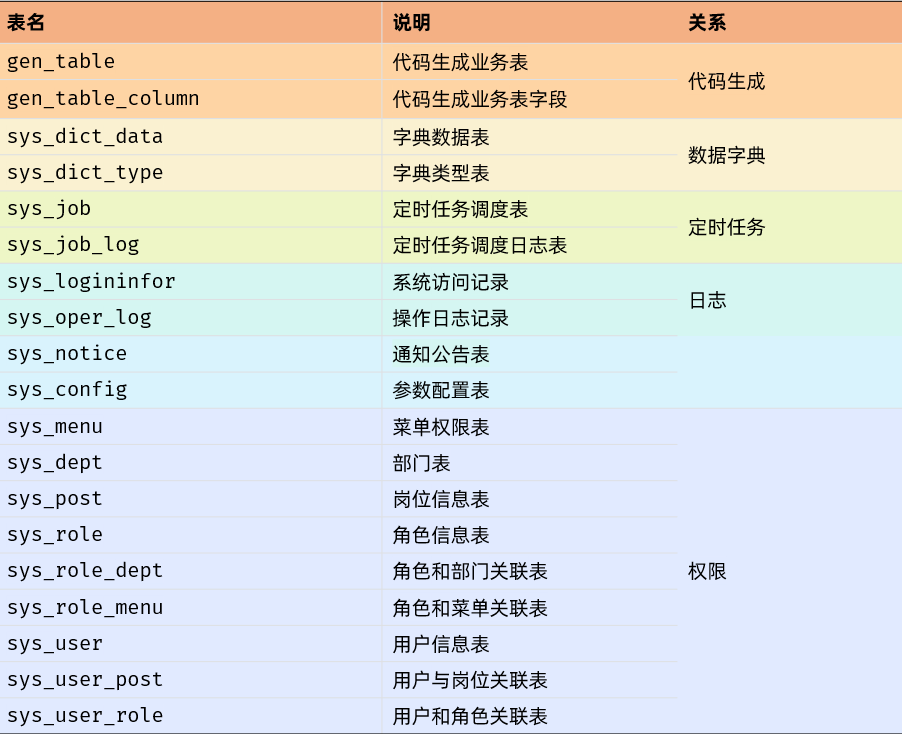 表名 说明 关系
gen_table 代码生成业务表
代码生成
gen_table_column 代码生成业务表字段
sys_dict_data 字典数据表
数据字典
sys_dict_type 字典类型表
sys_job 定时任务调度表
定时任务
sys_job_log 定时任务调度日志表
sys_logininfor 系统访问记录
日志
sys_oper_log 操作日志记录
sys_notice 通知公告表
sys_config 参数配置表
sys_menu 菜单权限表
sys_dept 部门表
sys_post 岗位信息表
sys_role 角色信息表
sys_role_dept 角色和部门关联表 权限
sys_role_menu 角色和菜单关联表
sys_user 用户信息表
sys_user_post 用户与岗位关联表
sys_user_role 用户和角色关联表